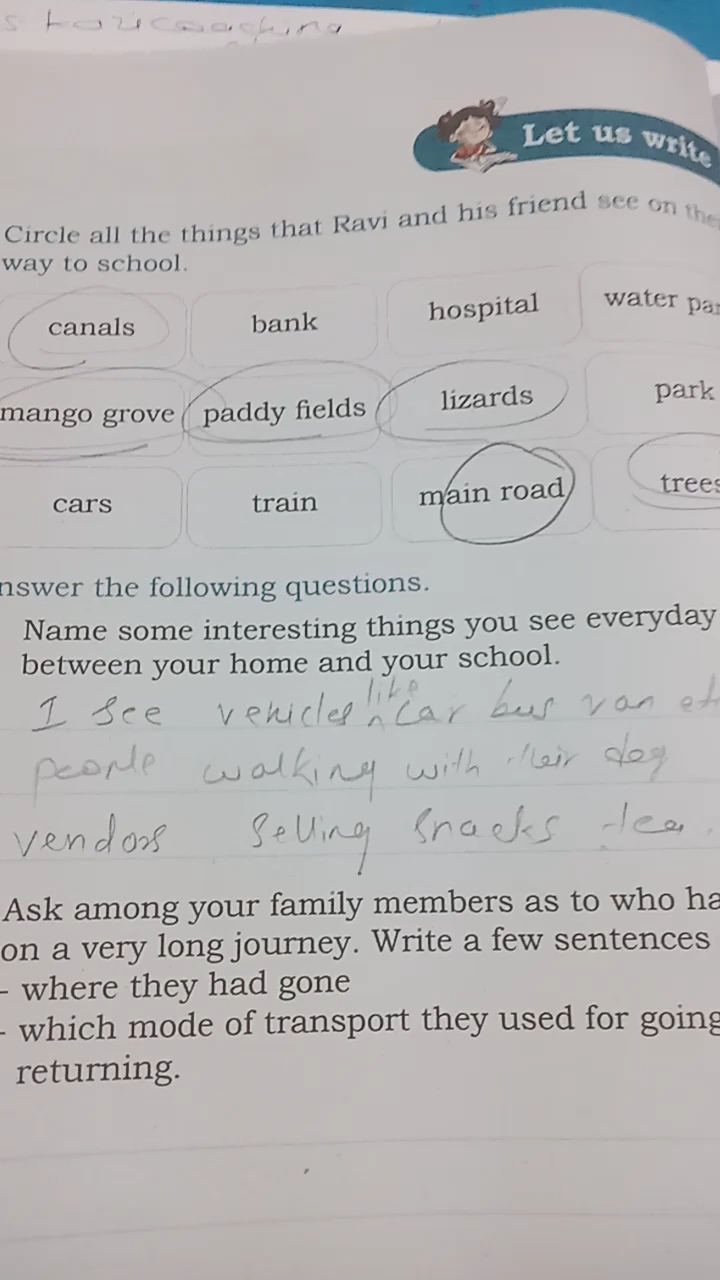 Let us write
Circle all the things that Ravi and his friend see on the
way to school.
canals bank hospital water par
mango grove paddy fields lizards park
cars train main road trees
nswer the following questions.
Name some interesting things you see everyday
between your home and your school.
like
I see vehicles ^ car bus van et
people walking with their dog
vendors selling snacks tea.
Ask among your family members as to who ha
on a very long journey. Write a few sentences
- where they had gone
- which mode of transport they used for going
returning.